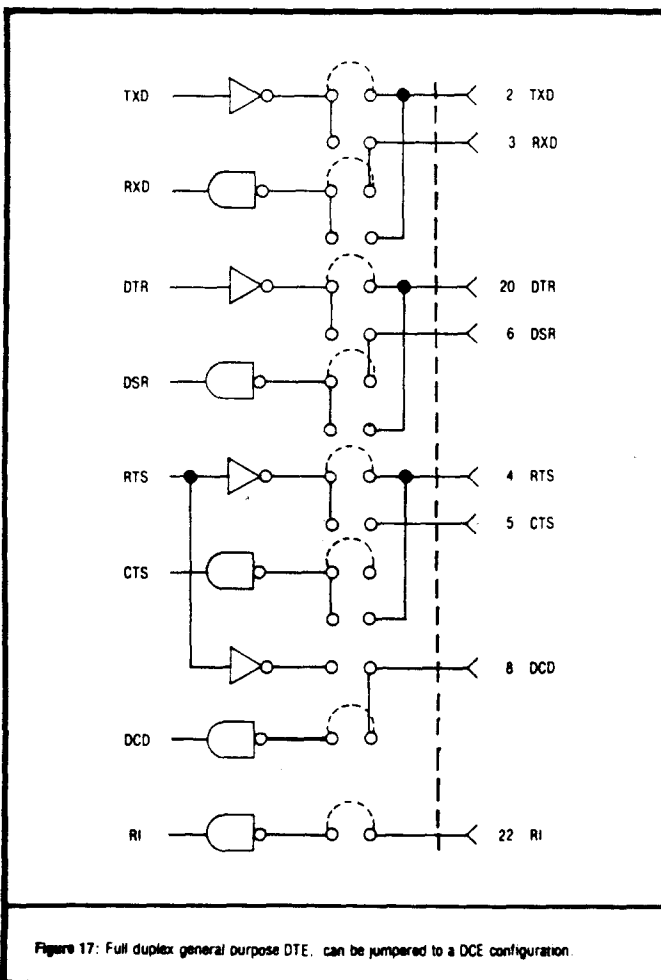 TXD 2 TXD
3 RXD
RXD
DTR 20 DTR
6 DSR
DSR
RTS 4 RTS
5 CTS
CTS
8 DCD
DCD
RI 22 RI
Figure 17: Full duplex general purpose DTE, can be jumpered to a DCE configuration.